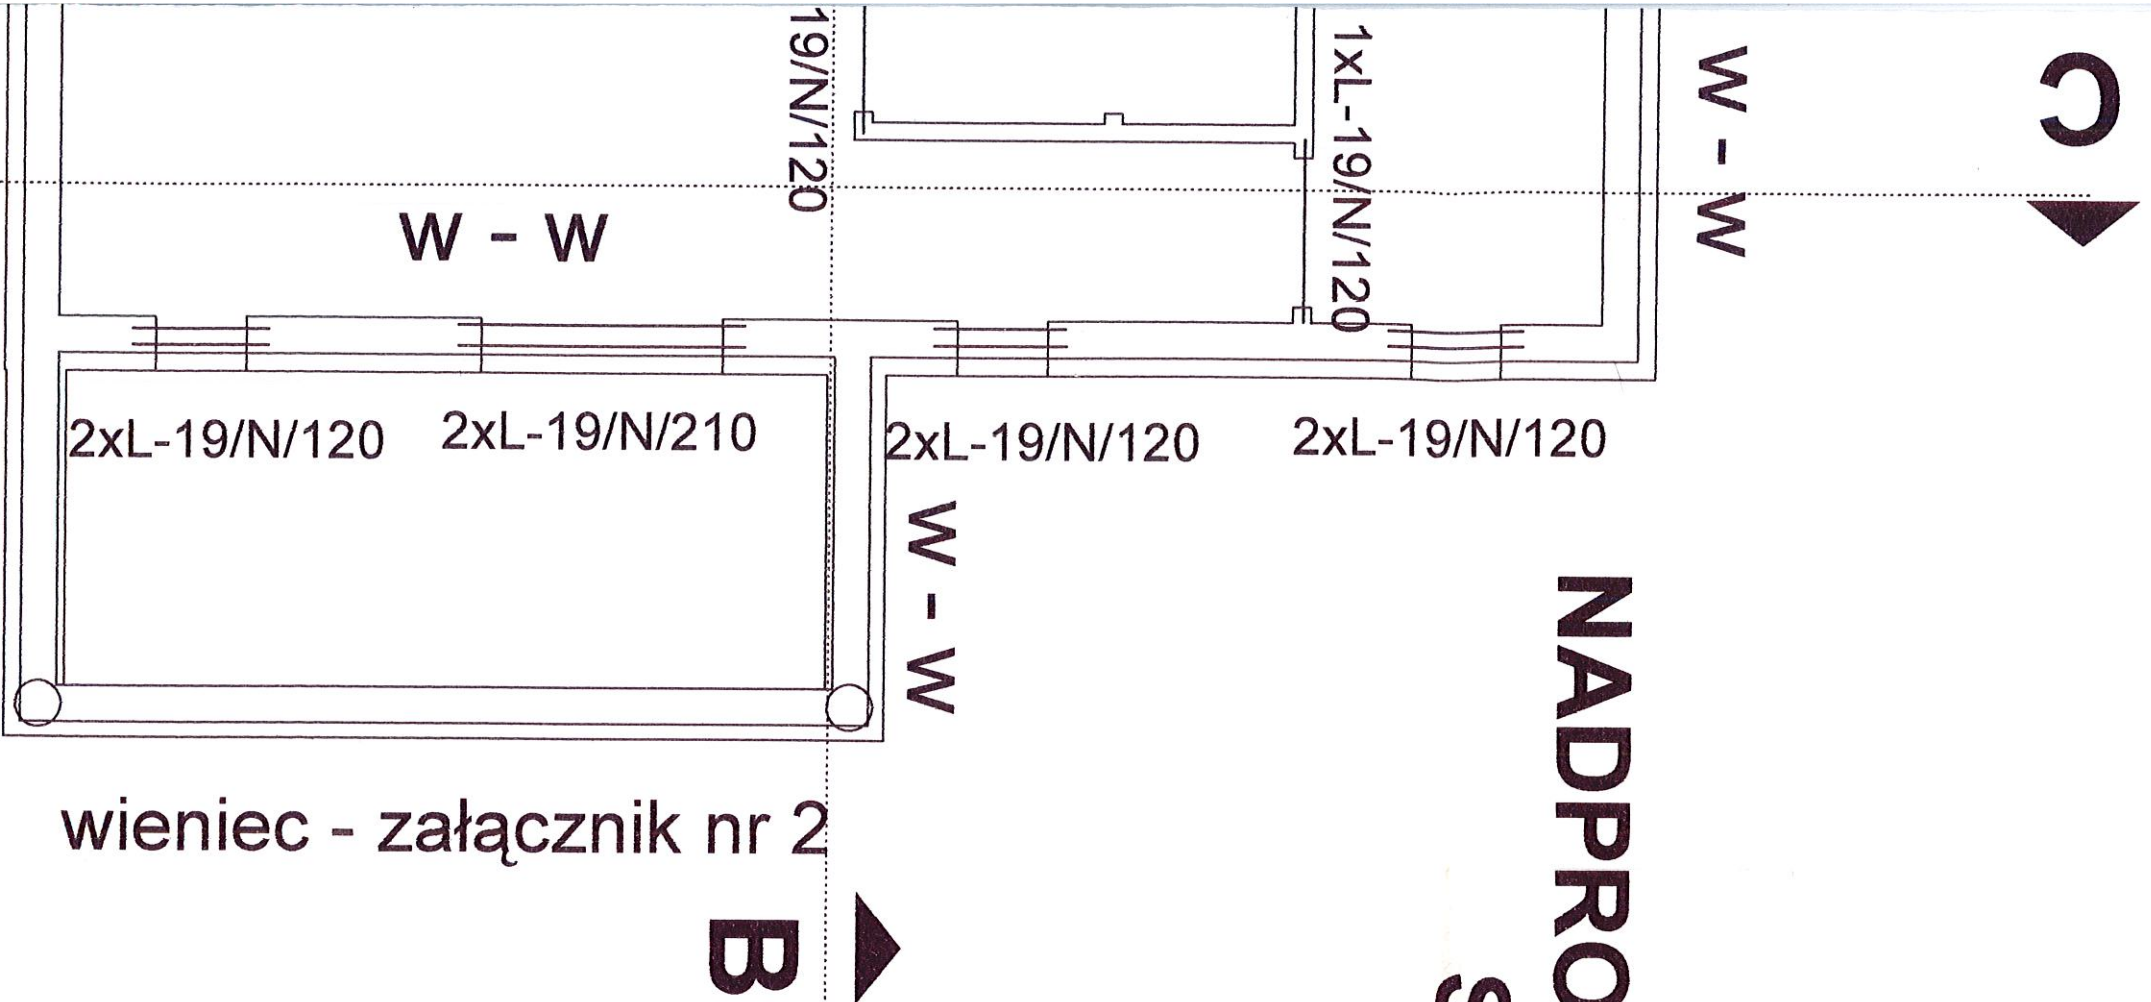 19/N/120
1xL-19/N/120
W - W
C
W - W
2xL-19/N/120
2xL-19/N/210
2xL-19/N/120
2xL-19/N/120
W - W
wieniec - załącznik nr 2
B
NADPRO
S